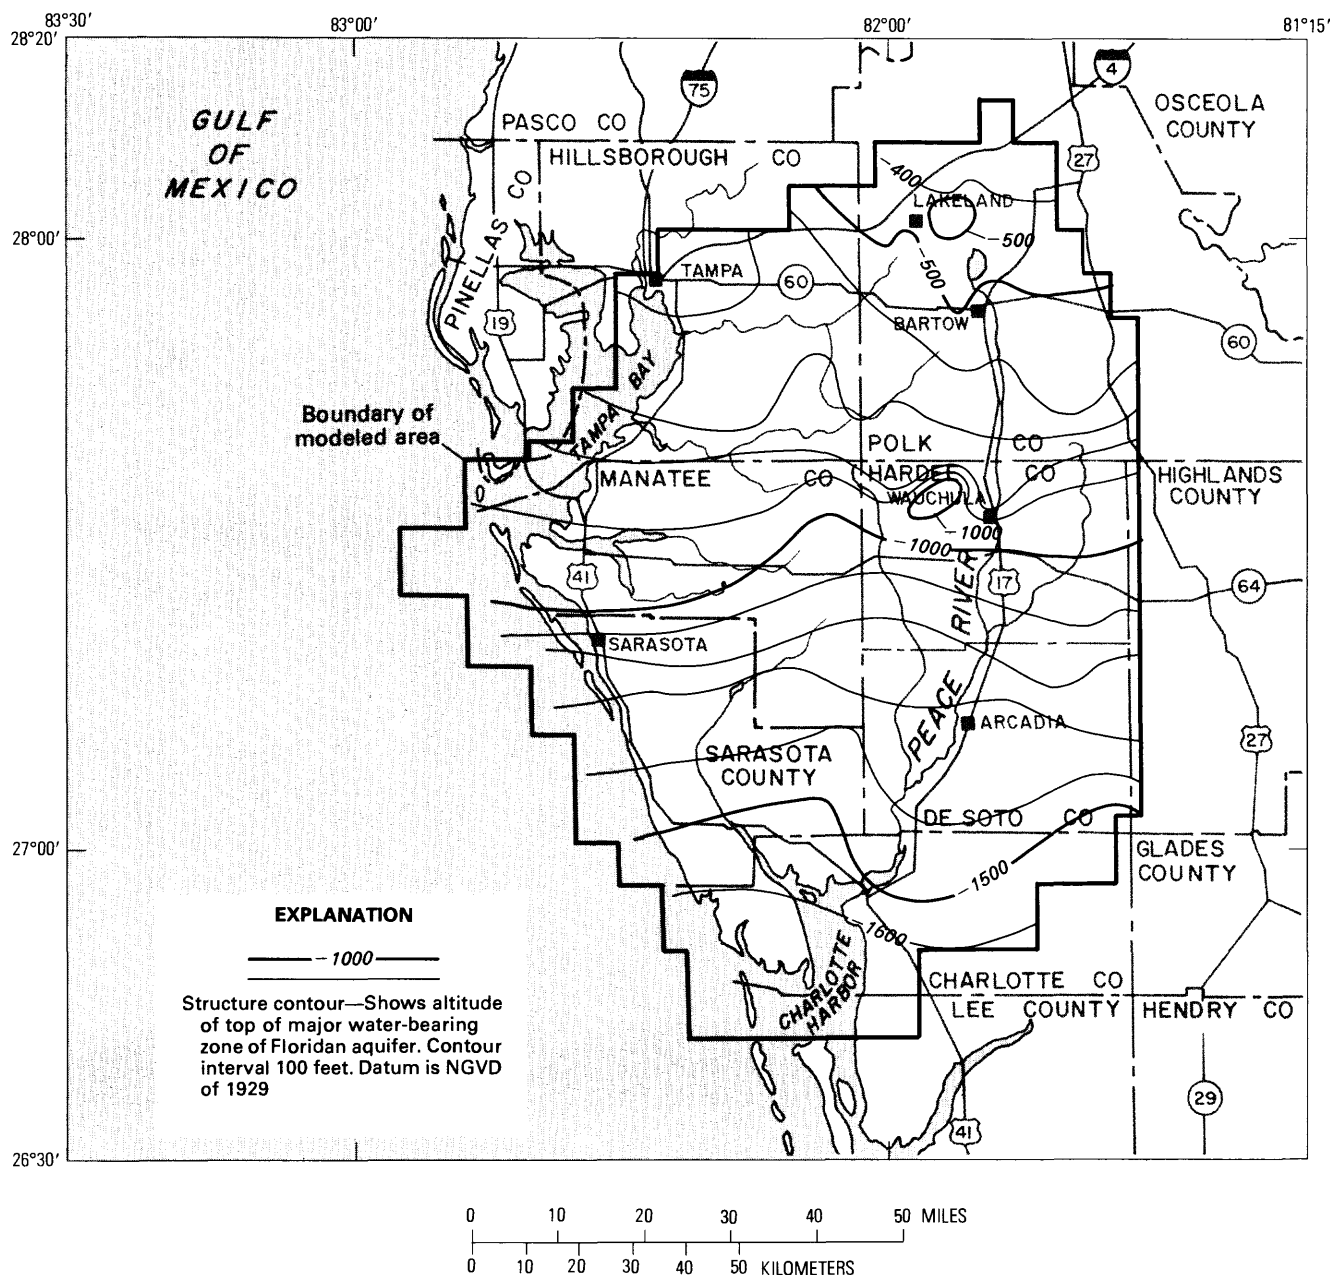 83°30'
83°00'
82°00'
81°15'
28°20'
28°00'
27°00'
26°30'
GULF
OF
MEXICO
75
4
OSCEOLA
COUNTY
PASCO CO
HILLSBOROUGH CO
27
PINELLAS CO
-400
LAKELAND
-500
-500
TAMPA
60
19
BARTOW
60
TAMPA BAY
Boundary of
modeled area
TAMPA
POLK CO
MANATEE CO
HARDEE CO
HIGHLANDS
COUNTY
WAUCHULA
-1000
-1000
41
17
64
PEACE RIVER
SARASOTA
ARCADIA
27
SARASOTA
COUNTY
DE SOTO CO
GLADES
COUNTY
-1500
-1600
CHARLOTTE
HARBOR
CHARLOTTE CO
LEE COUNTY
HENDRY CO
29
41
EXPLANATION
-1000
Structure contour—Shows altitude
of top of major water-bearing
zone of Floridan aquifer. Contour
interval 100 feet. Datum is NGVD
of 1929
0 10 20 30 40 50 MILES
0 10 20 30 40 50 KILOMETERS